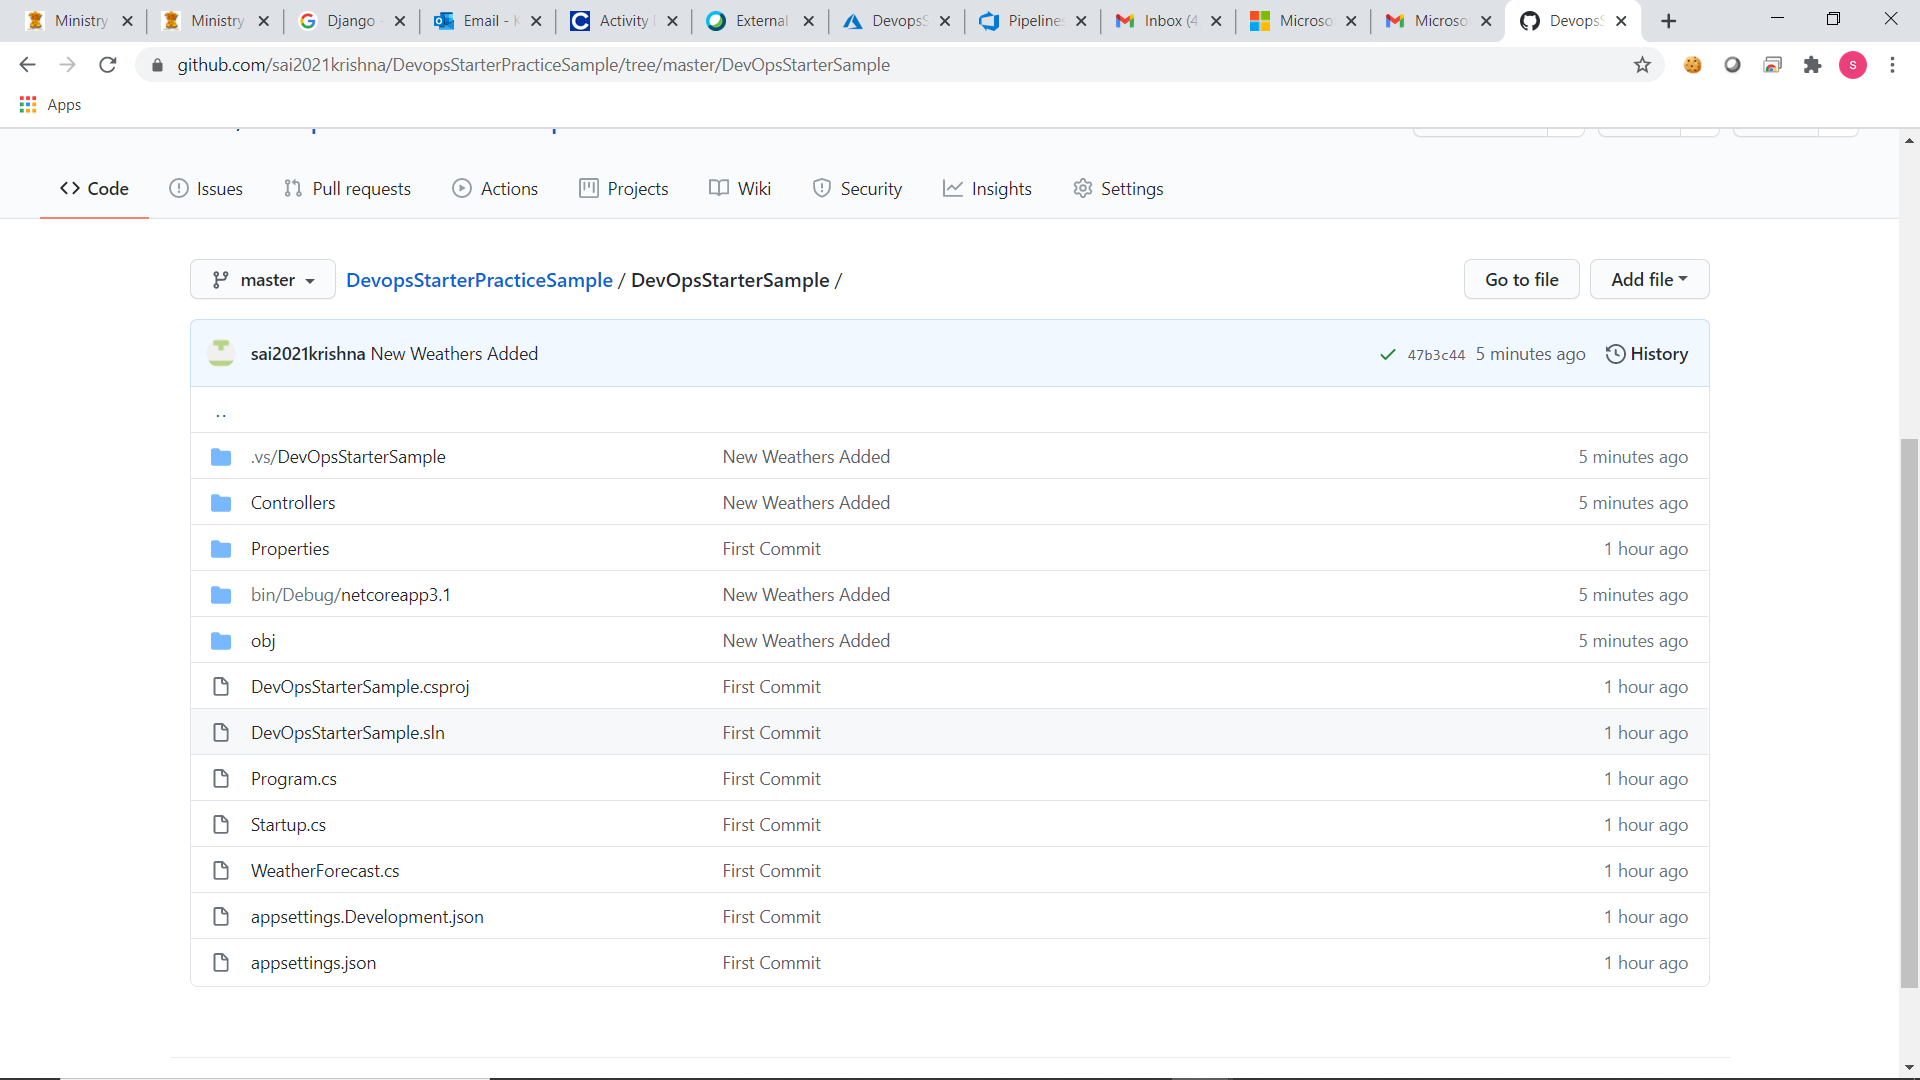 Ministry Ministry Django - Email - K Activity External DevopsS Pipelines Inbox (4 Microso Microso DevopsS
github.com/sai2021krishna/DevopsStarterPracticeSample/tree/master/DevOpsStarterSample S
Apps
Code Issues Pull requests Actions Projects Wiki Security Insights Settings
master DevopsStarterPracticeSample / DevOpsStarterSample / Go to file Add file
sai2021krishna New Weathers Added 47b3c44 5 minutes ago History
..
.vs/DevOpsStarterSample New Weathers Added 5 minutes ago
Controllers New Weathers Added 5 minutes ago
Properties First Commit 1 hour ago
bin/Debug/netcoreapp3.1 New Weathers Added 5 minutes ago
obj New Weathers Added 5 minutes ago
DevOpsStarterSample.csproj First Commit 1 hour ago
DevOpsStarterSample.sln First Commit 1 hour ago
Program.cs First Commit 1 hour ago
Startup.cs First Commit 1 hour ago
WeatherForecast.cs First Commit 1 hour ago
appsettings.Development.json First Commit 1 hour ago
appsettings.json First Commit 1 hour ago